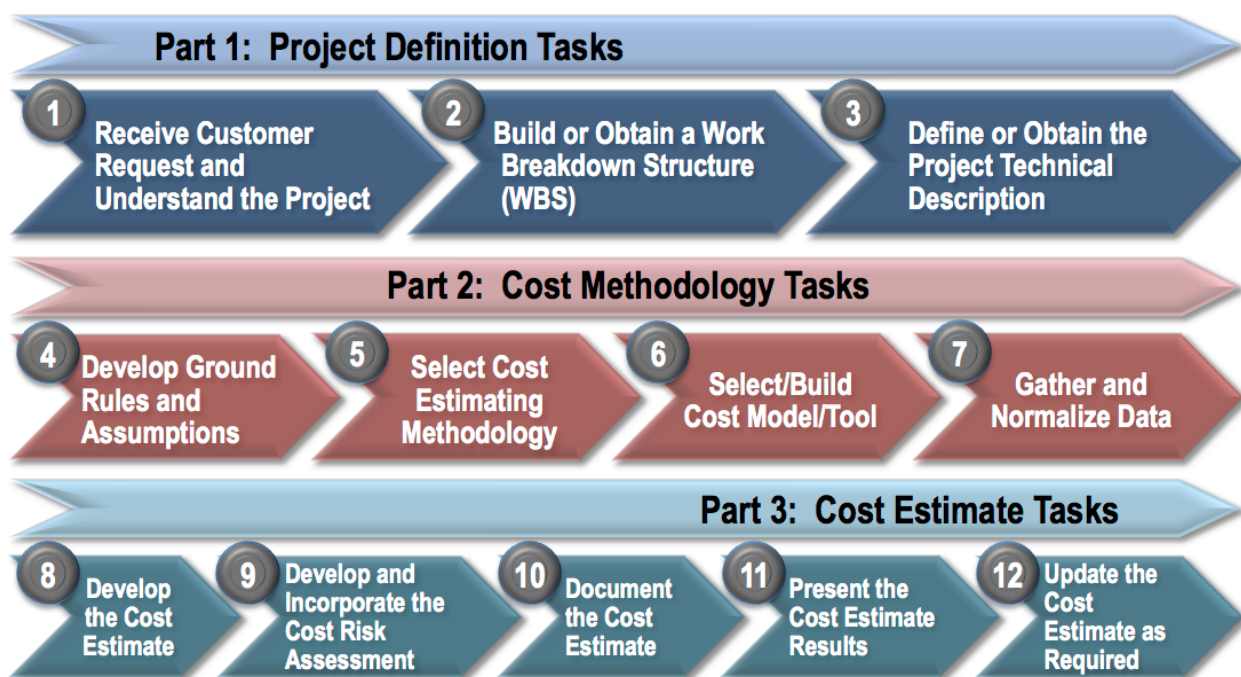 Part 1: Project Definition Tasks
1
Receive Customer
Request and
Understand the Project
2
Build or Obtain a Work
Breakdown Structure
(WBS)
3
Define or Obtain the
Project Technical
Description
Part 2: Cost Methodology Tasks
4
Develop Ground
Rules and
Assumptions
5
Select Cost
Estimating
Methodology
6
Select/Build
Cost Model/Tool
7
Gather and
Normalize Data
Part 3: Cost Estimate Tasks
8
Develop
the Cost
Estimate
9
Develop and
Incorporate the
Cost Risk
Assessment
10
Document
the Cost
Estimate
11
Present the
Cost Estimate
Results
12
Update the
Cost
Estimate as
Required